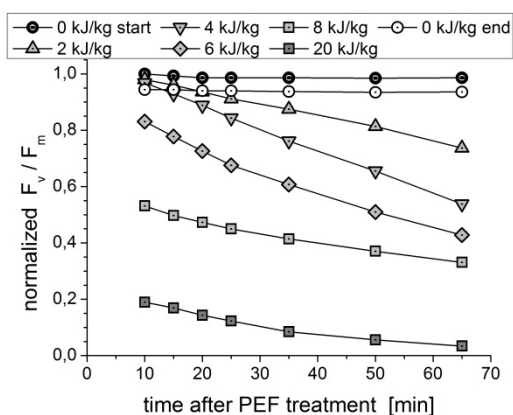 0 kJ/kg start 4 kJ/kg 8 kJ/kg 0 kJ/kg end
2 kJ/kg 6 kJ/kg 20 kJ/kg
1,0
0,8
0,6
0,4
0,2
0,0
normalized Fv / Fm
0 10 20 30 40 50 60 70
time after PEF treatment [min]